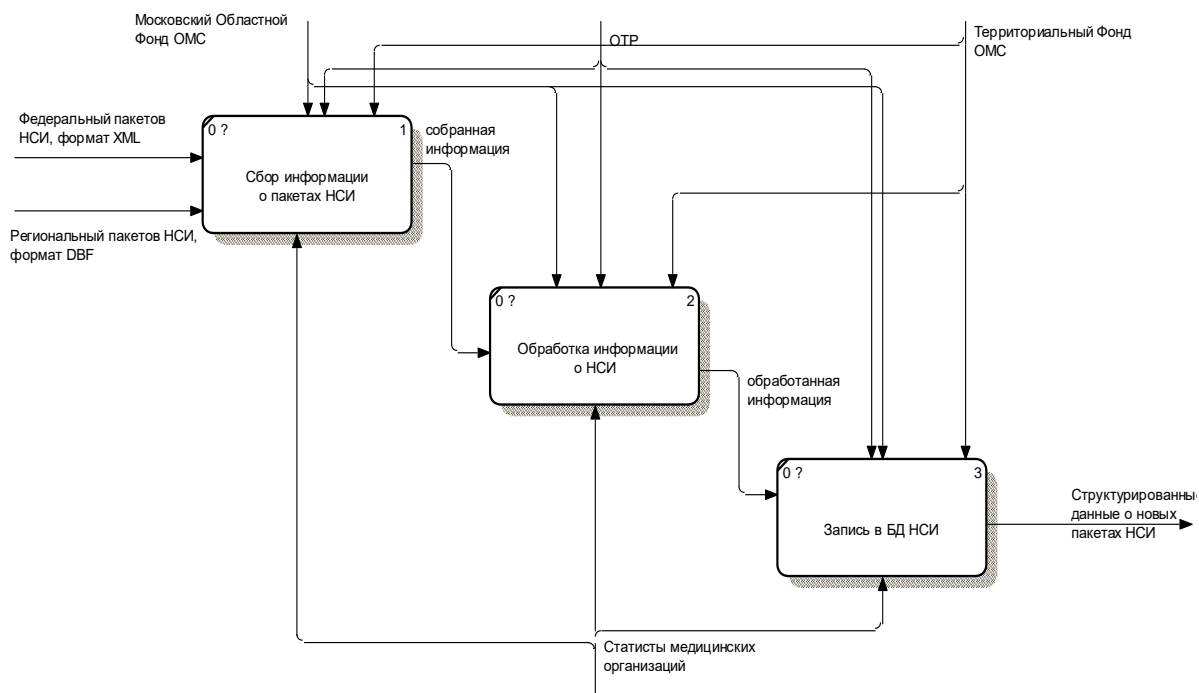 Московский Областной
Фонд ОМС
ОТР
Территориальный Фонд
ОМС
Федеральный пакетов
НСИ, формат XML
0 ?
1
Сбор информации
о пакетах НСИ
собранная
информация
Региональный пакетов НСИ,
формат DBF
0 ?
2
Обработка информации
о НСИ
обработанная
информация
0 ?
3
Запись в БД НСИ
Структурированные
данные о новых
пакетах НСИ
Статисты медицинских
организаций